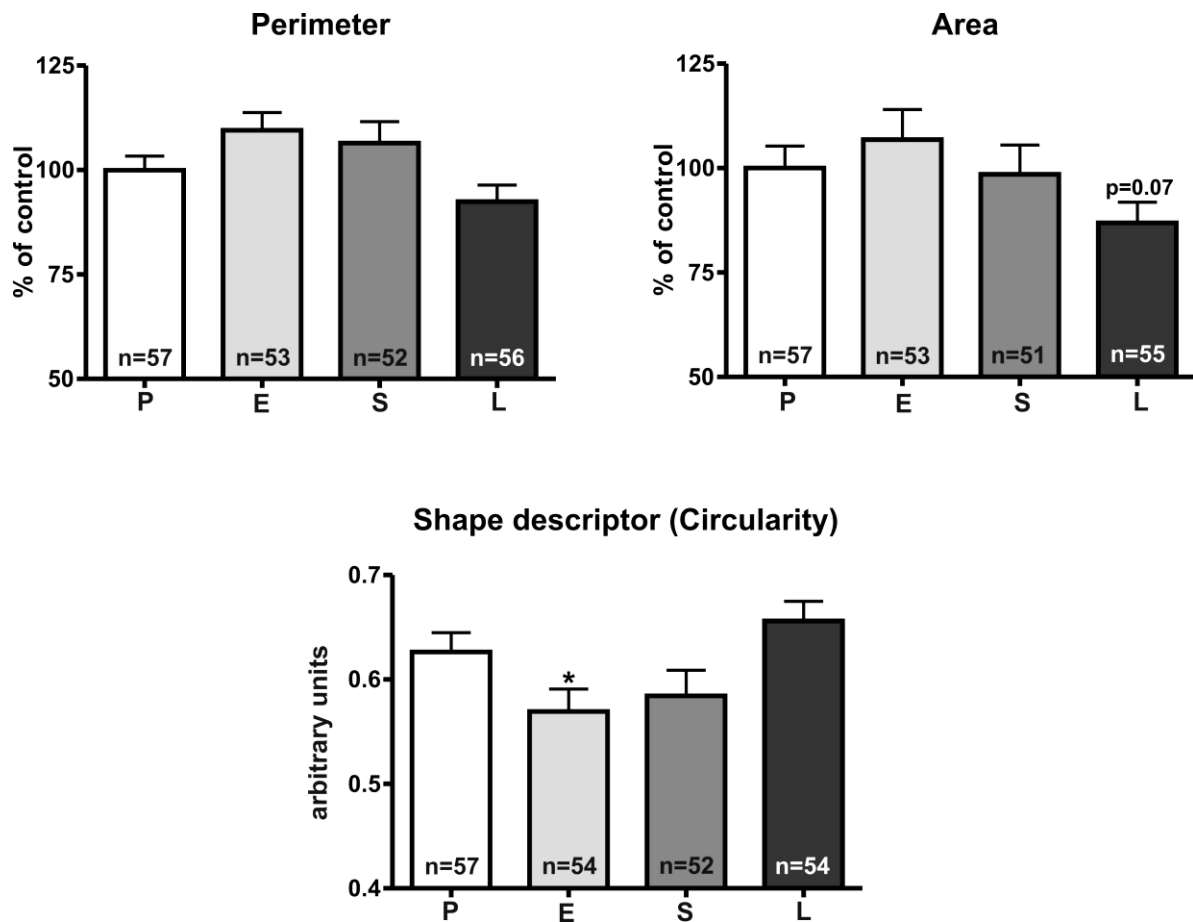 Perimeter
% of control
125
100
75
50
n=57
n=53
n=52
n=56
P
E
S
L
Area
% of control
125
100
75
50
p=0.07
n=57
n=53
n=51
n=55
P
E
S
L
Shape descriptor (Circularity)
arbitrary units
0.7
0.6
0.5
0.4
*
n=57
n=54
n=52
n=54
P
E
S
L